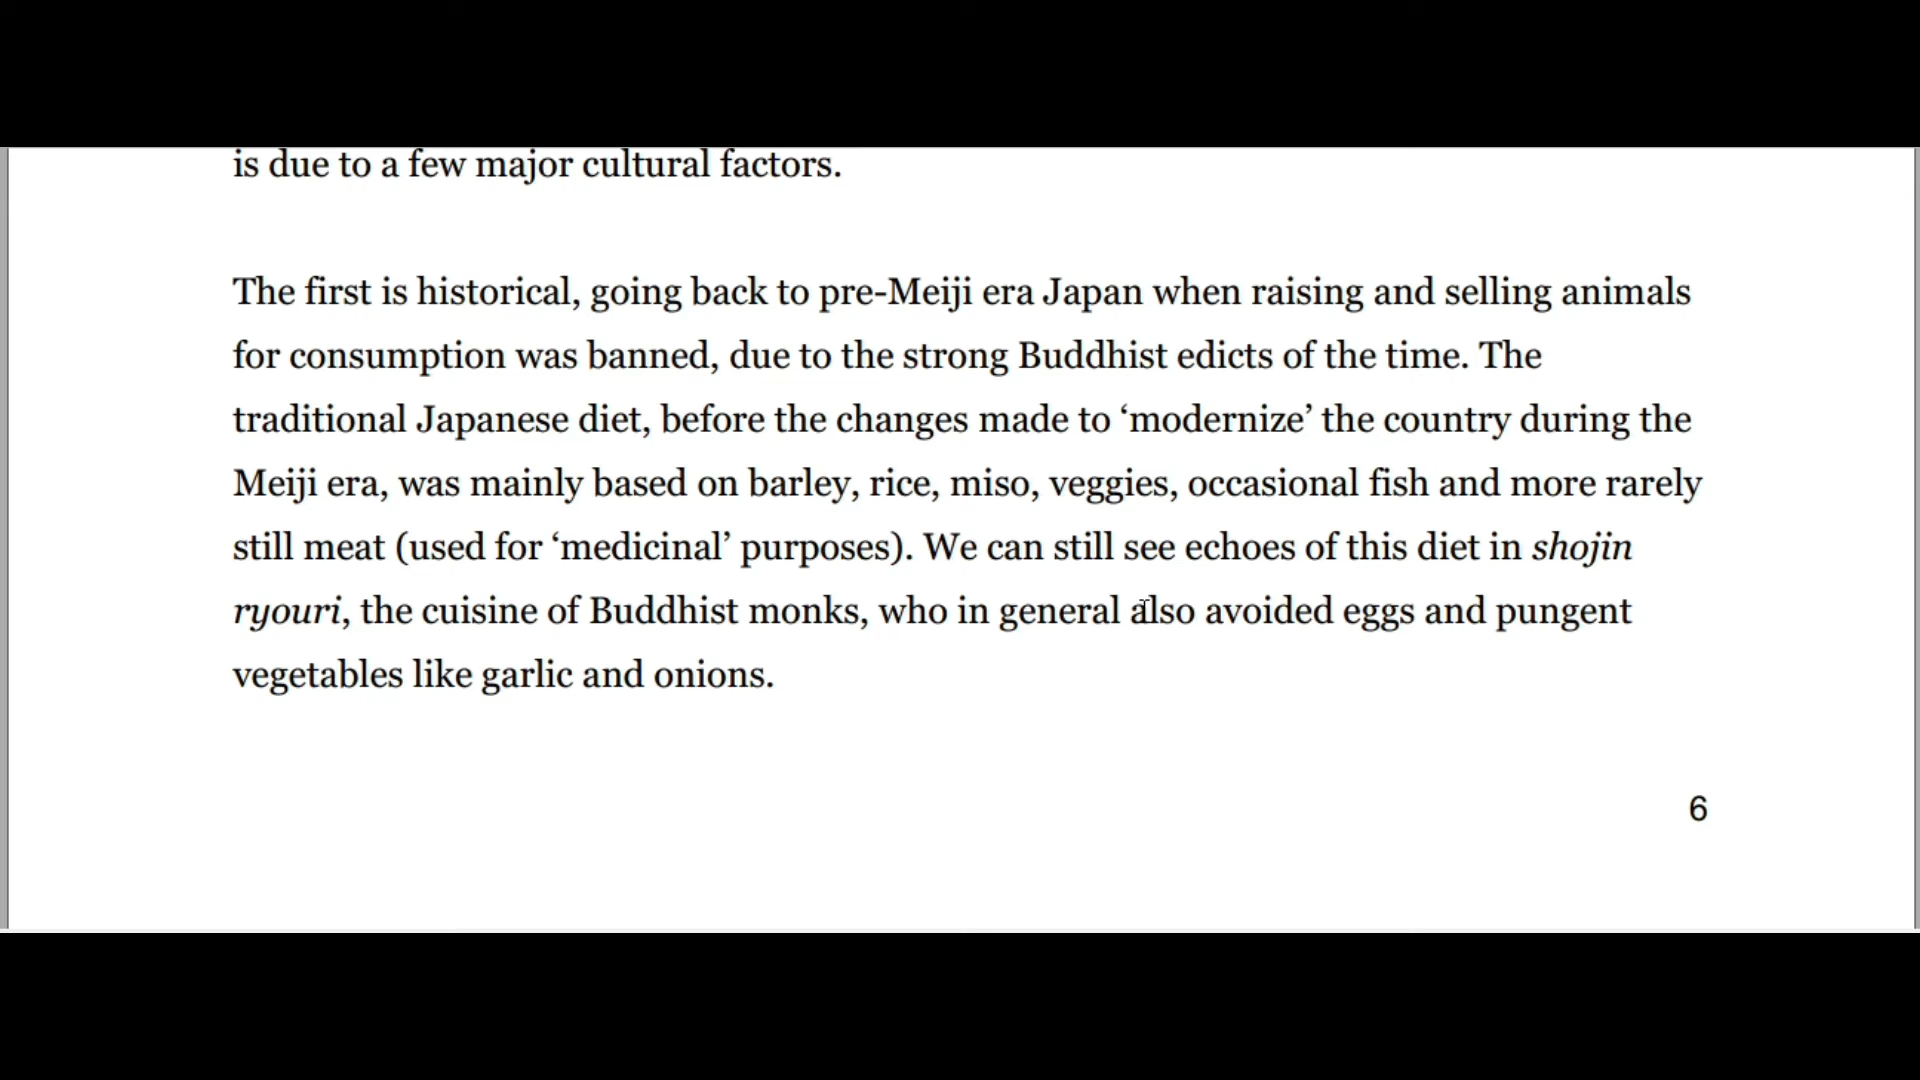 is due to a few major cultural factors.
The first is historical, going back to pre-Meiji era Japan when raising and selling animals
for consumption was banned, due to the strong Buddhist edicts of the time. The
traditional Japanese diet, before the changes made to ‘modernize’ the country during the
Meiji era, was mainly based on barley, rice, miso, veggies, occasional fish and more rarely
still meat (used for ‘medicinal’ purposes). We can still see echoes of this diet in shojin
ryouri, the cuisine of Buddhist monks, who in general also avoided eggs and pungent
vegetables like garlic and onions.
6